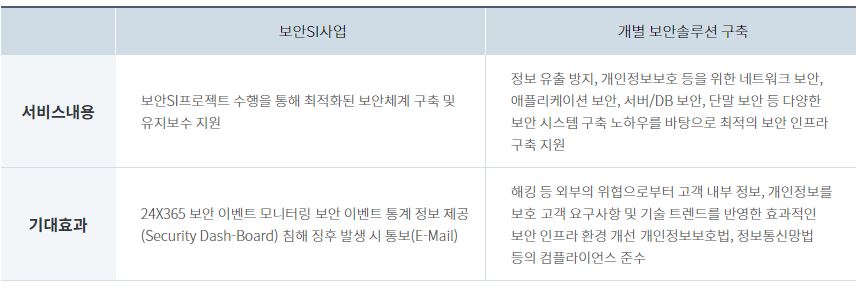 보안SI사업
개별 보안솔루션 구축
서비스내용
보안SI프로젝트 수행을 통해 최적화된 보안체계 구축 및
유지보수 지원
정보 유출 방지, 개인정보보호 등을 위한 네트워크 보안,
애플리케이션 보안, 서버/DB 보안, 단말 보안 등 다양한
보안 시스템 구축 노하우를 바탕으로 최적의 보안 인프라
구축 지원
기대효과
24X365 보안 이벤트 모니터링 보안 이벤트 통계 정보 제공
(Security Dash-Board) 침해 징후 발생 시 통보(E-Mail)
해킹 등 외부의 위협으로부터 고객 내부 정보, 개인정보를
보호 고객 요구사항 및 기술 트렌드를 반영한 효과적인
보안 인프라 환경 개선 개인정보보호법, 정보통신망법
등의 컴플라이언스 준수